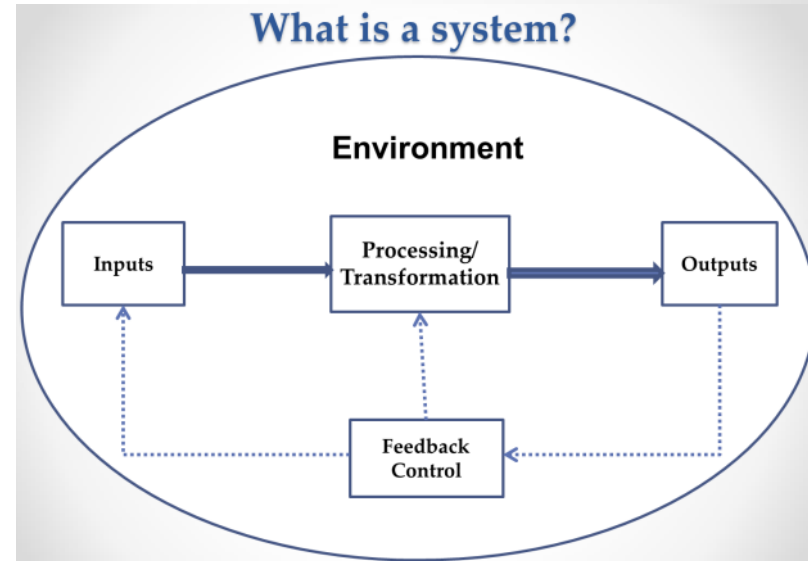 What is a system?
Environment
Inputs
Processing/
Transformation
Outputs
Feedback
Control